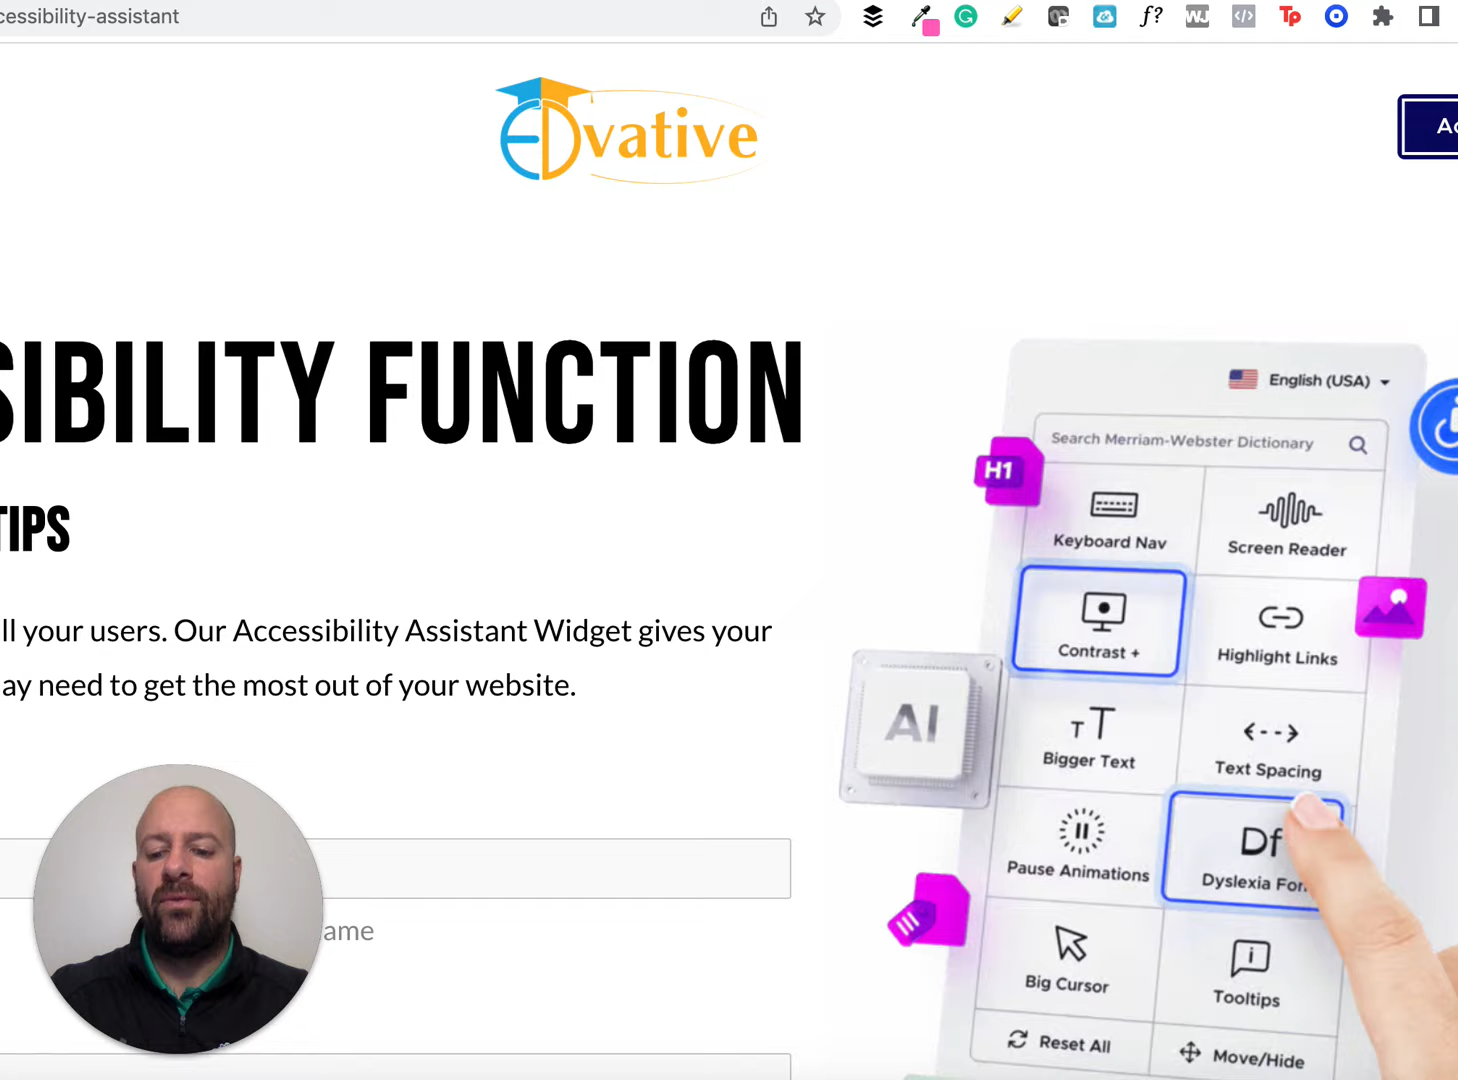 cessibility-assistant
f?
WJ
</>
Tp
EDvative
SIBILITY FUNCTION
TIPS
ll your users. Our Accessibility Assistant Widget gives your
ay need to get the most out of your website.
ame
English (USA)
Search Merriam-Webster Dictionary
H1
Keyboard Nav
Screen Reader
Contrast +
Highlight Links
AI
TT
Bigger Text
Text Spacing
Pause Animations
Df
Dyslexia Fon
Big Cursor
Tooltips
Reset All
Move/Hide